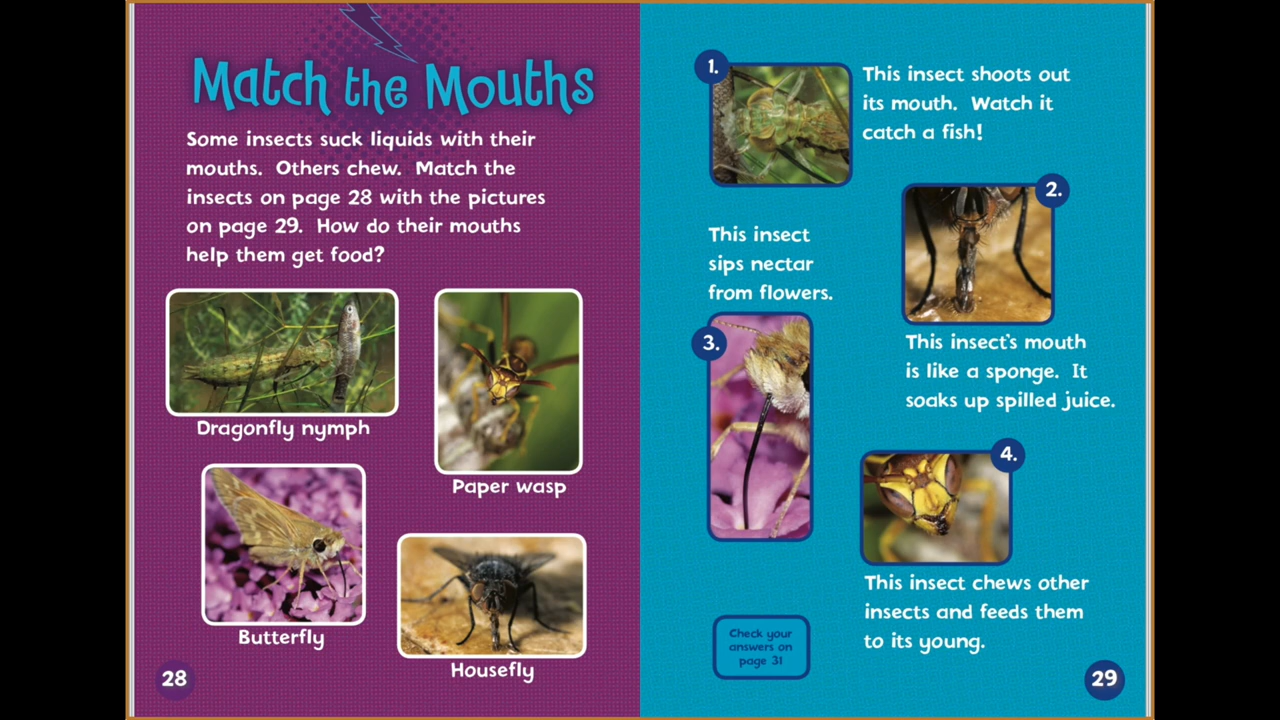 Match the Mouths
Some insects suck liquids with their
mouths. Others chew. Match the
insects on page 28 with the pictures
on page 29. How do their mouths
help them get food?
Dragonfly nymph
Paper wasp
Butterfly
Housefly
28
1.
This insect shoots out
its mouth. Watch it
catch a fish!
2.
This insect's mouth
is like a sponge. It
soaks up spilled juice.
This insect
sips nectar
from flowers.
3.
4.
This insect chews other
insects and feeds them
to its young.
Check your
answers on
page 31
29